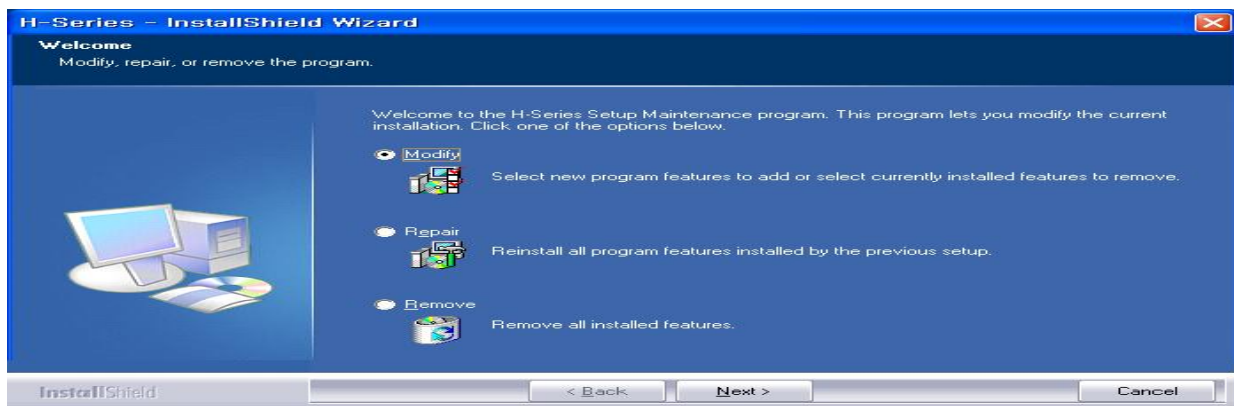 H-Series - InstallShield Wizard
Welcome
Modify, repair, or remove the program.
Welcome to the H-Series Setup Maintenance program. This program lets you modify the current
installation. Click one of the options below.
Modify
Select new program features to add or select currently installed features to remove.
Repair
Reinstall all program features installed by the previous setup.
Remove
Remove all installed features.
InstallShield
< Back
Next >
Cancel